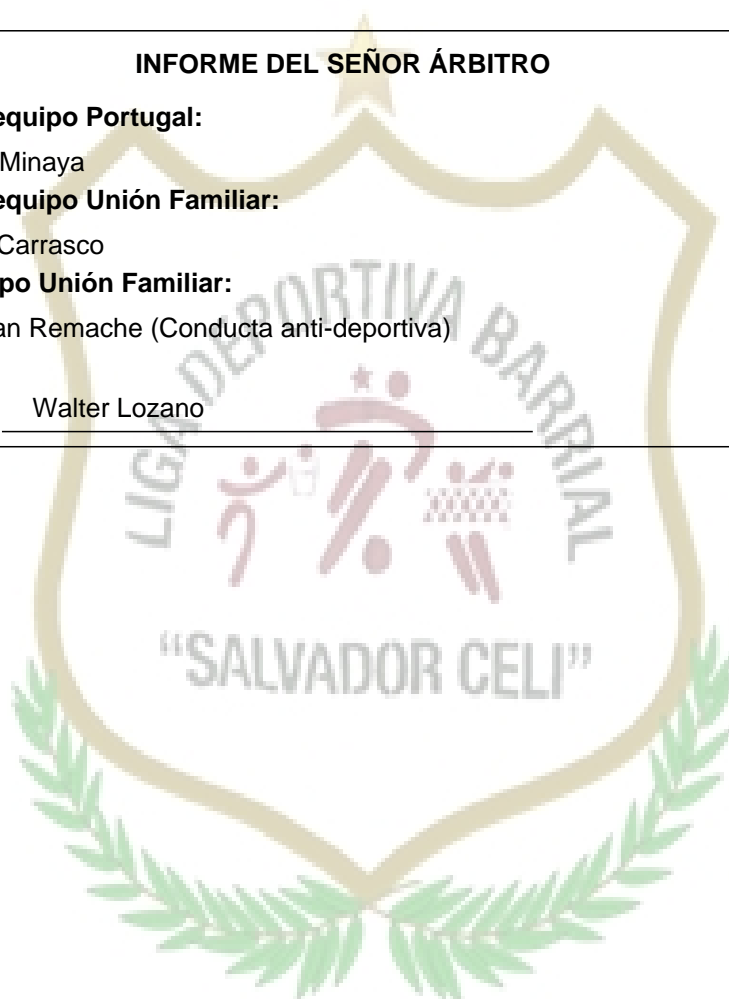 INFORME DEL SEÑOR ÁRBITRO
equipo Portugal:
Minaya
equipo Unión Familiar:
Carrasco
po Unión Familiar:
an Remache (Conducta anti-deportiva)
Walter Lozano
LIGA DEPORTIVA BARRIAL
“SALVADOR CELI”